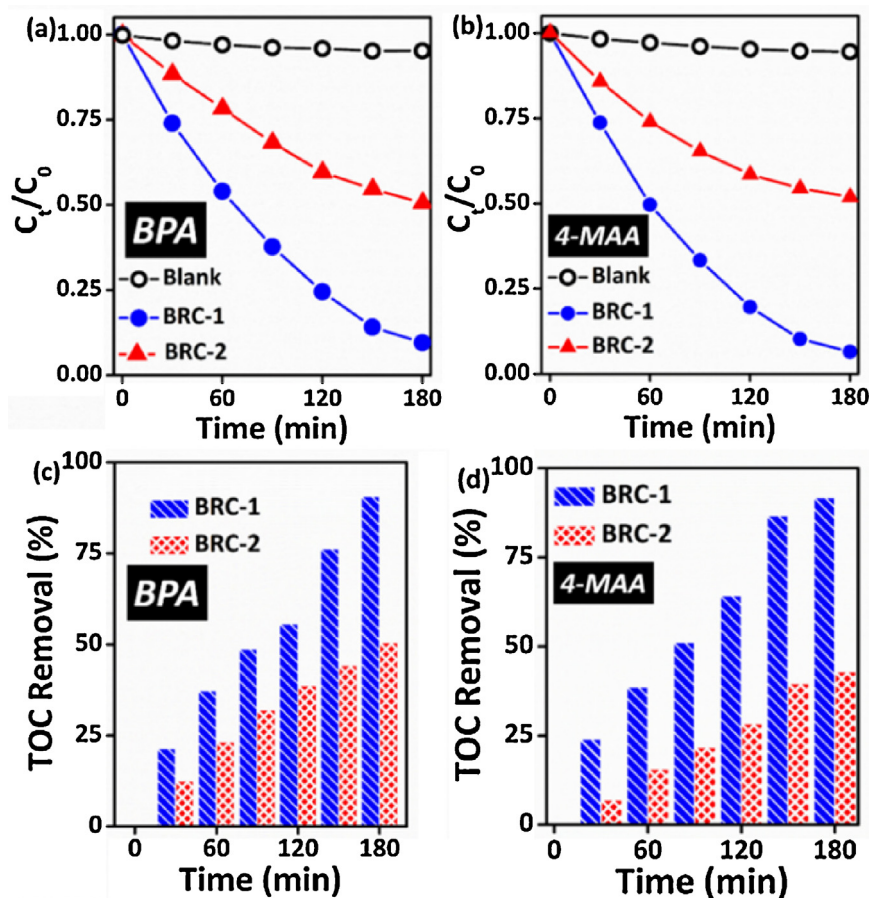 (a)
1.00
0.75
0.50
0.25
0.00
Ct/C0
BPA
Blank
BRC-1
BRC-2
0 60 120 180
Time (min)
(b)
1.00
0.75
0.50
0.25
0.00
Ct/C0
4-MAA
Blank
BRC-1
BRC-2
0 60 120 180
Time (min)
(c)
100
75
50
25
0
TOC Removal (%)
BRC-1
BRC-2
BPA
0 60 120 180
Time (min)
(d)
100
75
50
25
0
TOC Removal (%)
BRC-1
BRC-2
4-MAA
0 60 120 180
Time (min)